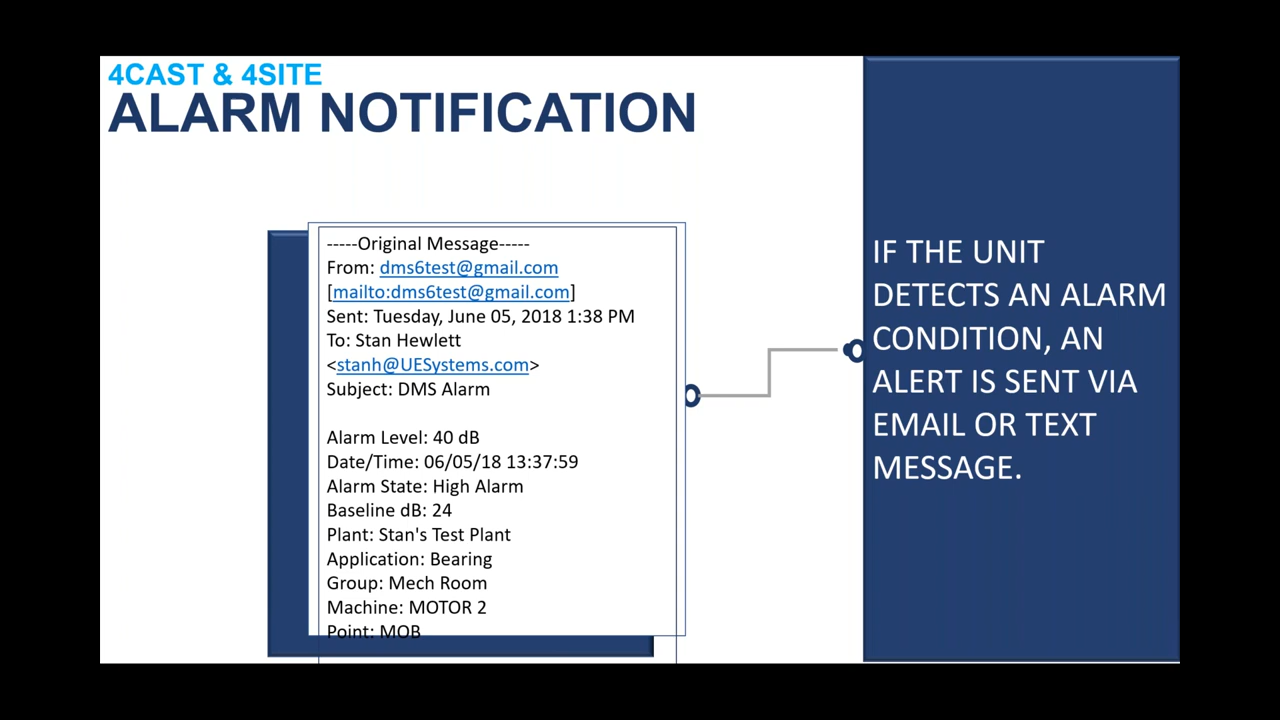 4CAST & 4SITE
ALARM NOTIFICATION
-----Original Message-----
From: dms6test@gmail.com
[mailto:dms6test@gmail.com]
Sent: Tuesday, June 05, 2018 1:38 PM
To: Stan Hewlett
<stanh@UESystems.com>
Subject: DMS Alarm
Alarm Level: 40 dB
Date/Time: 06/05/18 13:37:59
Alarm State: High Alarm
Baseline dB: 24
Plant: Stan's Test Plant
Application: Bearing
Group: Mech Room
Machine: MOTOR 2
Point: MOB
IF THE UNIT
DETECTS AN ALARM
CONDITION, AN
ALERT IS SENT VIA
EMAIL OR TEXT
MESSAGE.